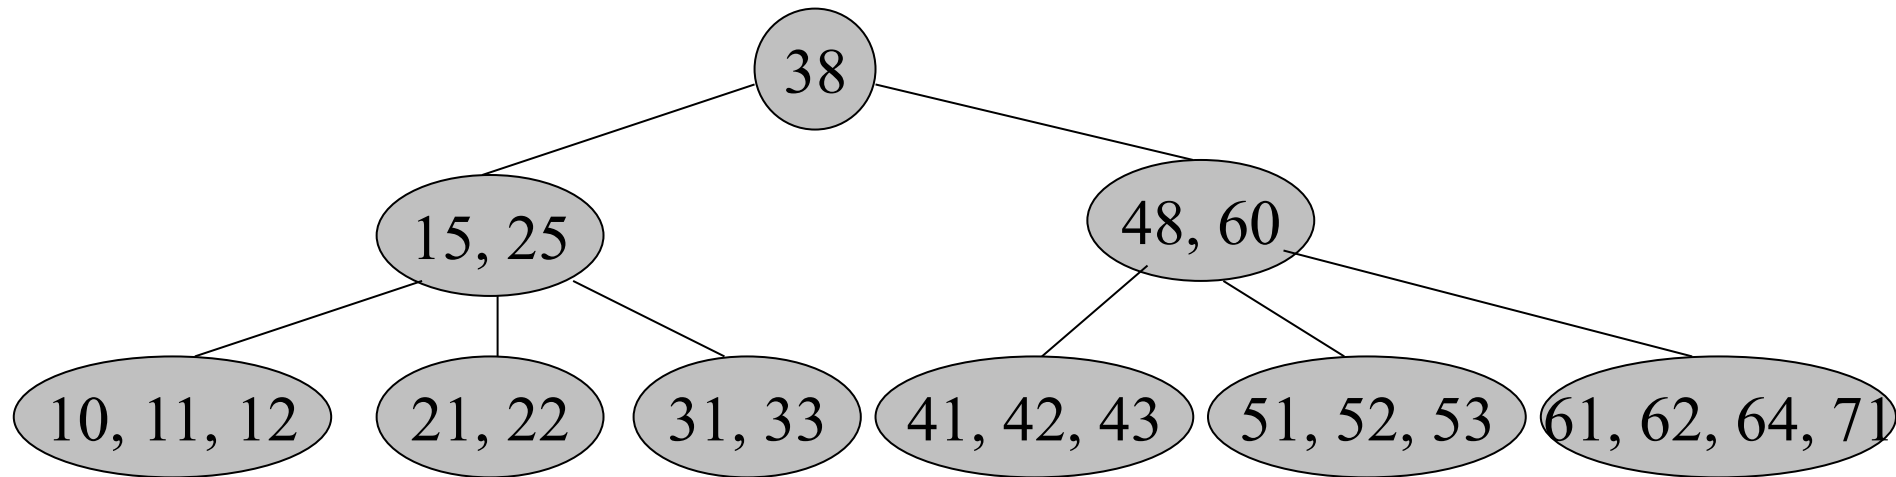 38
15, 25
48, 60
10, 11, 12
21, 22
31, 33
41, 42, 43
51, 52, 53
61, 62, 64, 71